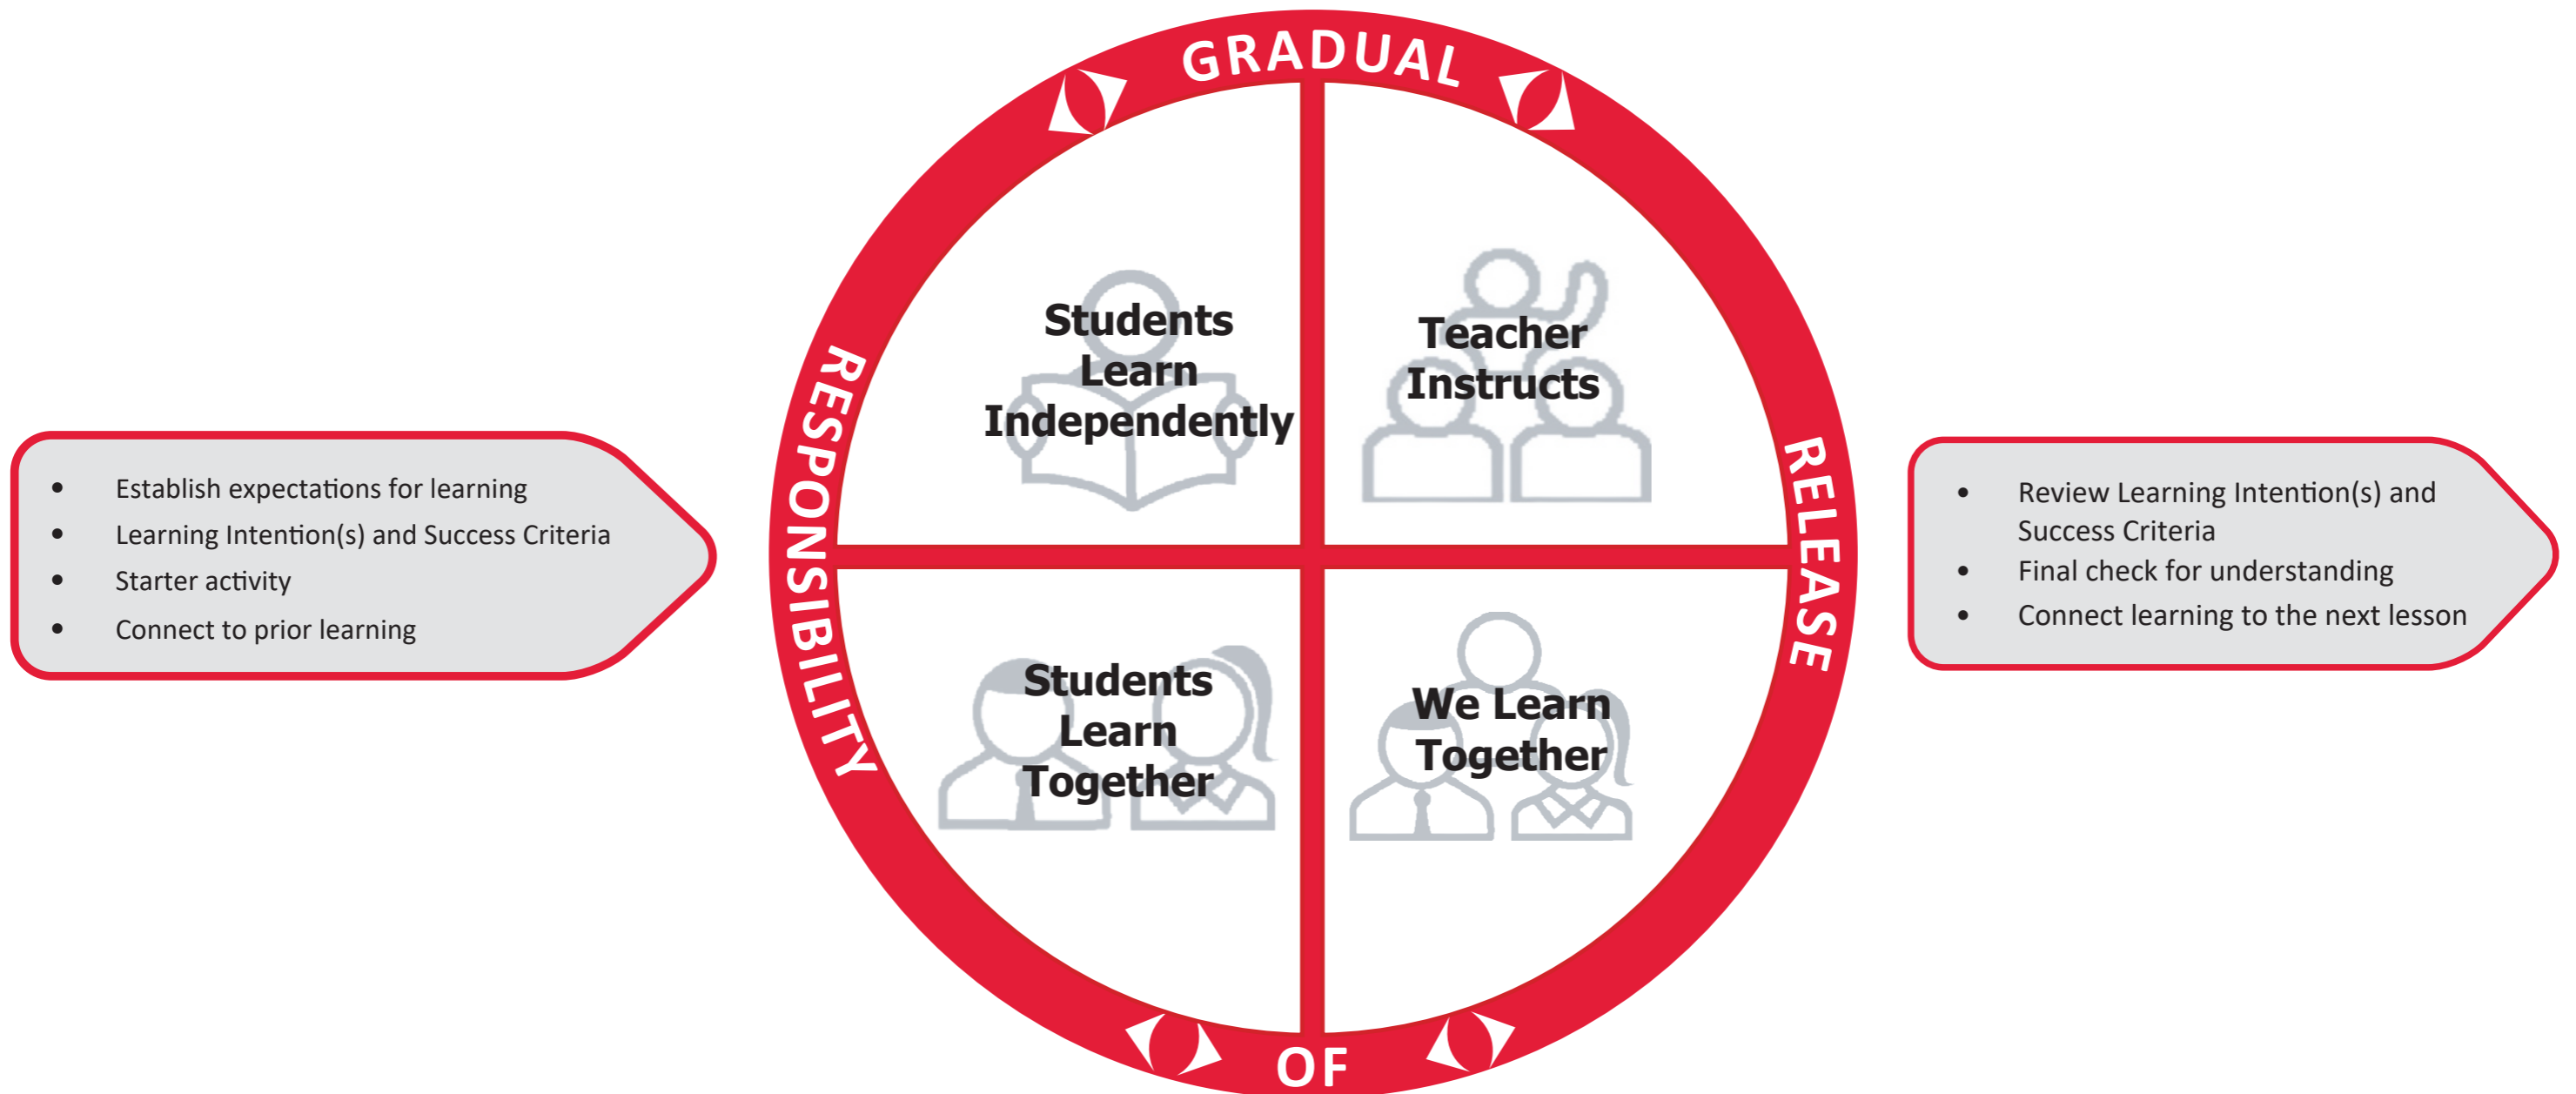 • Establish expectations for learning
• Learning Intention(s) and Success Criteria
• Starter activity
• Connect to prior learning
GRADUAL
RELEASE
OF
RESPONSIBILITY
Teacher
Instructs
We Learn
Together
Students
Learn
Together
Students
Learn
Independently
• Review Learning Intention(s) and
Success Criteria
• Final check for understanding
• Connect learning to the next lesson